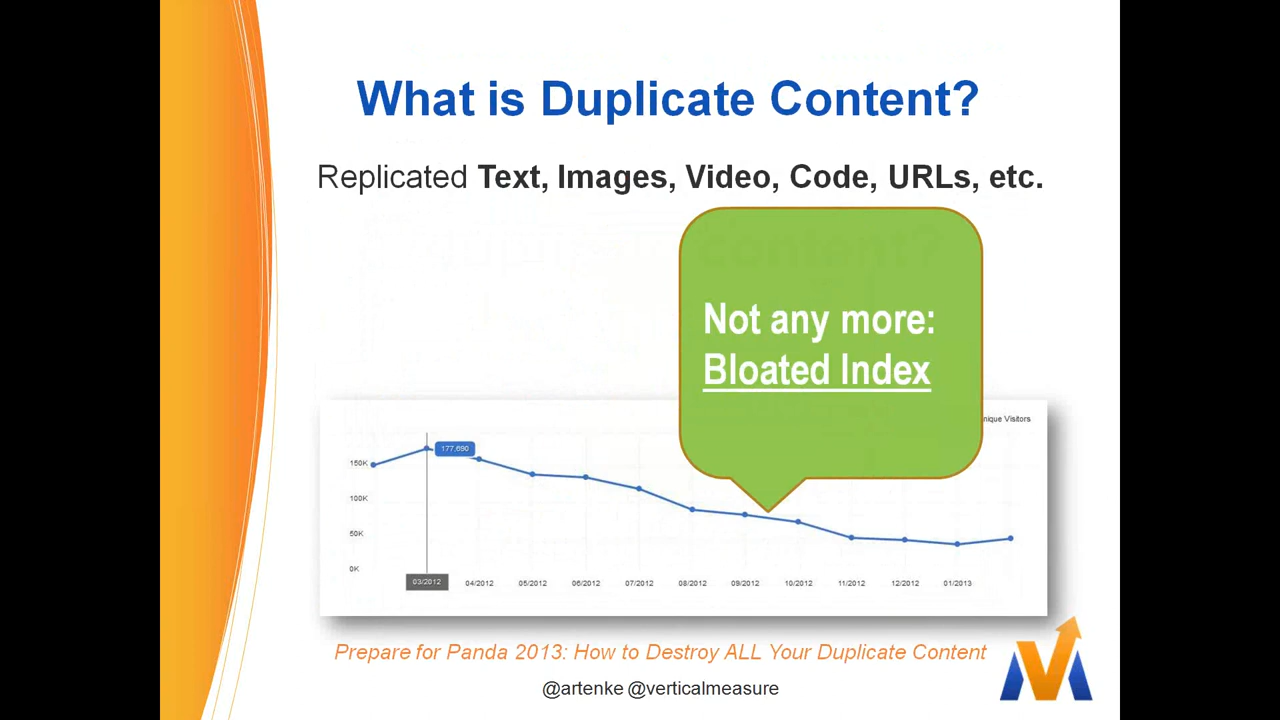 What is Duplicate Content?
Replicated Text, Images, Video, Code, URLs, etc.
content?
Not any more:
Bloated Index
nique Visitors
177,690
150K
100K
50K
0K
03/2012 04/2012 05/2012 06/2012 07/2012 08/2012 09/2012 10/2012 11/2012 12/2012 01/2013
Prepare for Panda 2013: How to Destroy ALL Your Duplicate Content
@artenke @verticalmeasure